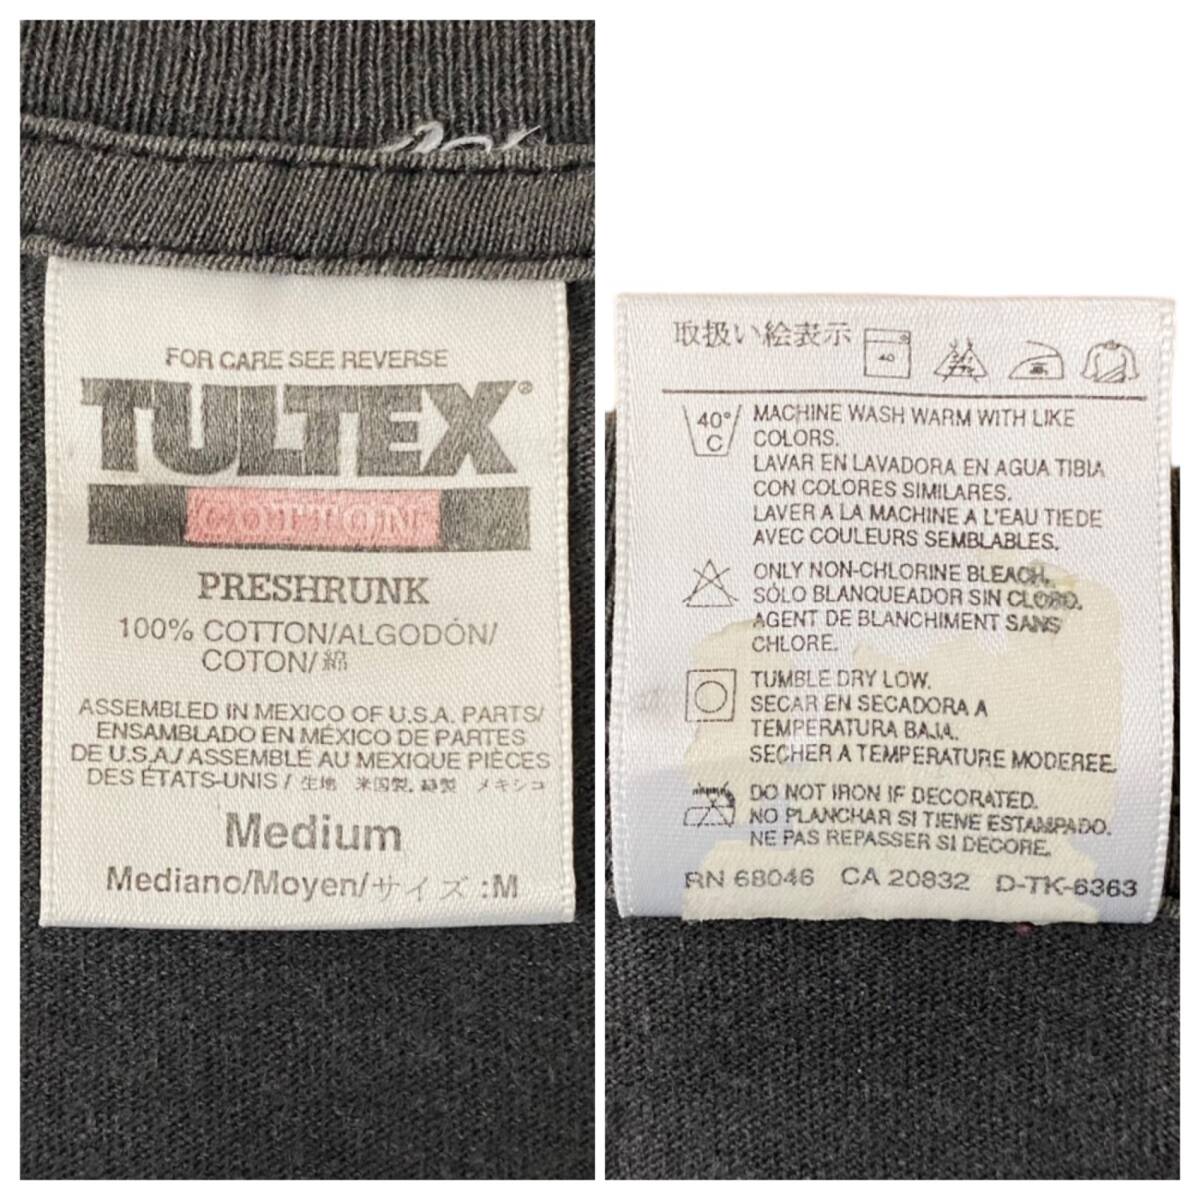 FOR CARE SEE REVERSE
TULTEX®
COTTON
PRESHRUNK
100% COTTON/ALGODÓN/
COTON/綿
ASSEMBLED IN MEXICO OF U.S.A. PARTS/
ENSAMBLADO EN MÉXICO DE PARTES
DE U.S.A./ASSEMBLÉ AU MEXIQUE PIÈCES
DES ÉTATS-UNIS / 生地 米国製, 縫製 メキシコ
Medium
Mediano/Moyen/サイズ :M
取扱い絵表示
40
40°
C
MACHINE WASH WARM WITH LIKE
COLORS.
LAVAR EN LAVADORA EN AGUA TIBIA
CON COLORES SIMILARES.
LAVER A LA MACHINE A L'EAU TIEDE
AVEC COULEURS SEMBLABLES.
ONLY NON-CHLORINE BLEACH.
SÓLO BLANQUEADOR SIN CLORO.
AGENT DE BLANCHIMENT SANS
CHLORE.
TUMBLE DRY LOW.
SECAR EN SECADORA A
TEMPERATURA BAJA.
SECHER A TEMPERATURE MODEREE.
DO NOT IRON IF DECORATED.
NO PLANCHAR SI TIENE ESTAMPADO.
NE PAS REPASSER SI DECORE.
RN 68046 CA 20832 D-TK-6363